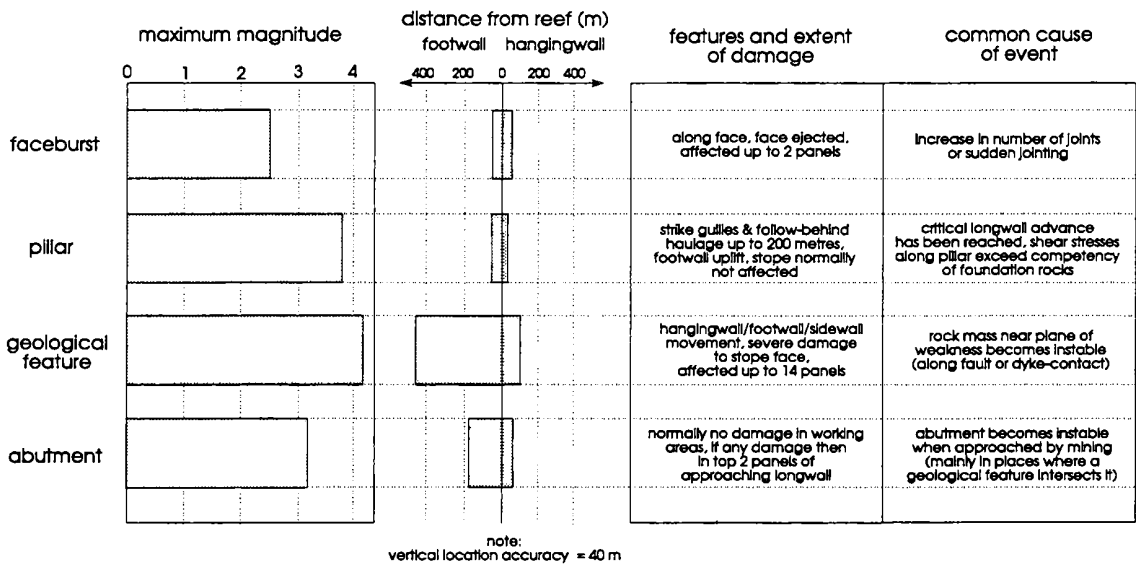 maximum magnitude
0 1 2 3 4
distance from reef (m)
footwall hangingwall
400 200 0 200 400
features and extent
of damage
common cause
of event
faceburst
along face, face ejected,
affected up to 2 panels
increase in number of joints
or sudden jointing
pillar
strike gullies & follow-behind
haulage up to 200 metres,
footwall uplift, stope normally
not affected
critical longwall advance
has been reached, shear stresses
along pillar exceed competency
of foundation rocks
geological
feature
hangingwall/footwall/sidewall
movement, severe damage
to stope face,
affected up to 14 panels
rock mass near plane of
weakness becomes instable
(along fault or dyke-contact)
abutment
normally no damage in working
areas, if any damage then
in top 2 panels of
approaching longwall
abutment becomes instable
when approached by mining
(mainly in places where a
geological feature intersects it)
note:
vertical location accuracy = 40 m